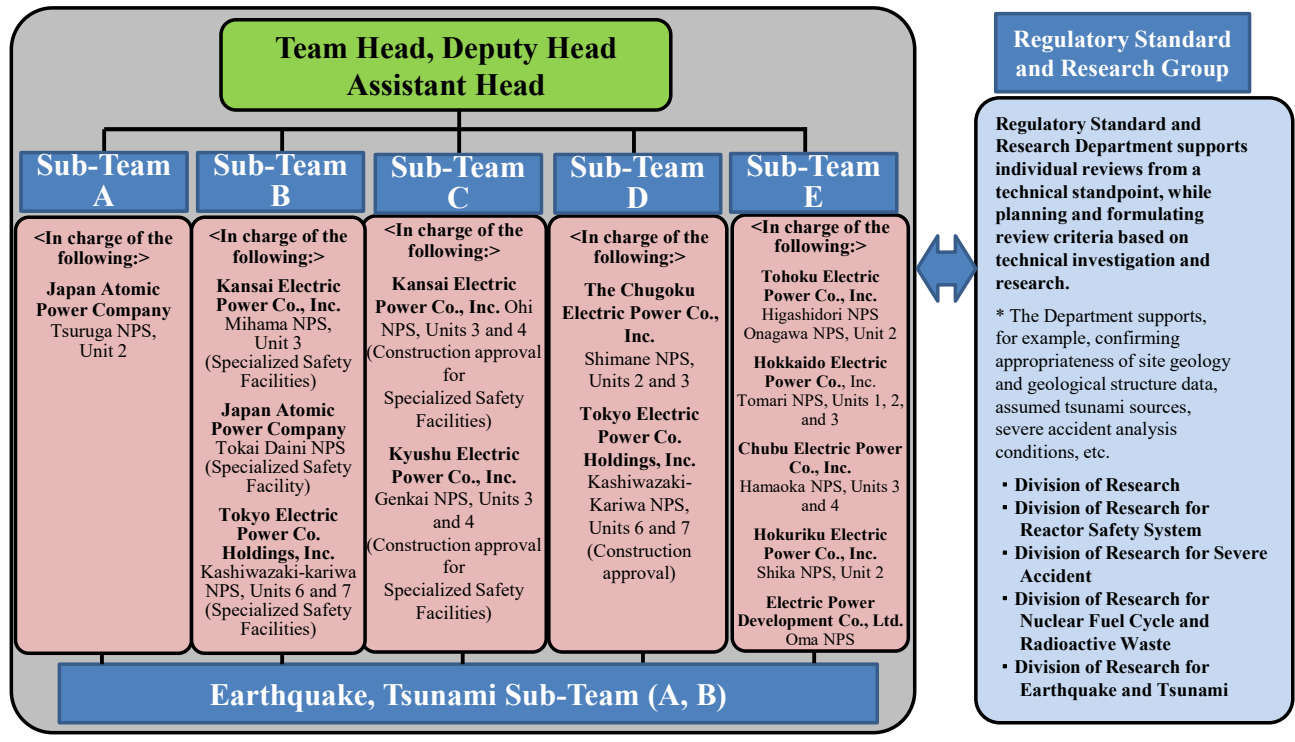 Team Head, Deputy Head
Assistant Head
Sub-Team
A
<In charge of the
following:>
Japan Atomic
Power Company
Tsuruga NPS,
Unit 2
Sub-Team
B
<In charge of the
following:>
Kansai Electric
Power Co., Inc.
Mihama NPS,
Unit 3
(Specialized Safety
Facilities)
Japan Atomic
Power Company
Tokai Daini NPS
(Specialized Safety
Facility)
Tokyo Electric
Power Co.
Holdings, Inc.
Kashiwazaki-kariwa
NPS, Units 6 and 7
(Specialized Safety
Facilities)
Sub-Team
C
<In charge of the
following:>
Kansai Electric
Power Co., Inc. Ohi
NPS, Units 3 and 4
(Construction approval
for
Specialized Safety
Facilities)
Kyushu Electric
Power Co., Inc.
Genkai NPS, Units 3
and 4
(Construction approval
for
Specialized Safety
Facilities)
Sub-Team
D
<In charge of the
following:>
The Chugoku
Electric Power Co.,
Inc.
Shimane NPS,
Units 2 and 3
Tokyo Electric
Power Co.
Holdings, Inc.
Kashiwazaki-
Kariwa NPS,
Units 6 and 7
(Construction
approval)
Sub-Team
E
<In charge of the
following:>
Tohoku Electric
Power Co., Inc.
Higashidori NPS
Onagawa NPS, Unit 2
Hokkaido Electric
Power Co., Inc.
Tomari NPS, Units 1, 2,
and 3
Chubu Electric Power
Co., Inc.
Hamaoka NPS, Units 3
and 4
Hokuriku Electric
Power Co., Inc.
Shika NPS, Unit 2
Electric Power
Development Co., Ltd.
Oma NPS
Earthquake, Tsunami Sub-Team (A, B)
Regulatory Standard
and Research Group
Regulatory Standard and
Research Department supports
individual reviews from a
technical standpoint, while
planning and formulating
review criteria based on
technical investigation and
research.
* The Department supports,
for example, confirming
appropriateness of site geology
and geological structure data,
assumed tsunami sources,
severe accident analysis
conditions, etc.
▪ Division of Research
▪ Division of Research for
Reactor Safety System
▪ Division of Research for Severe
Accident
▪ Division of Research for
Nuclear Fuel Cycle and
Radioactive Waste
▪ Division of Research for
Earthquake and Tsunami